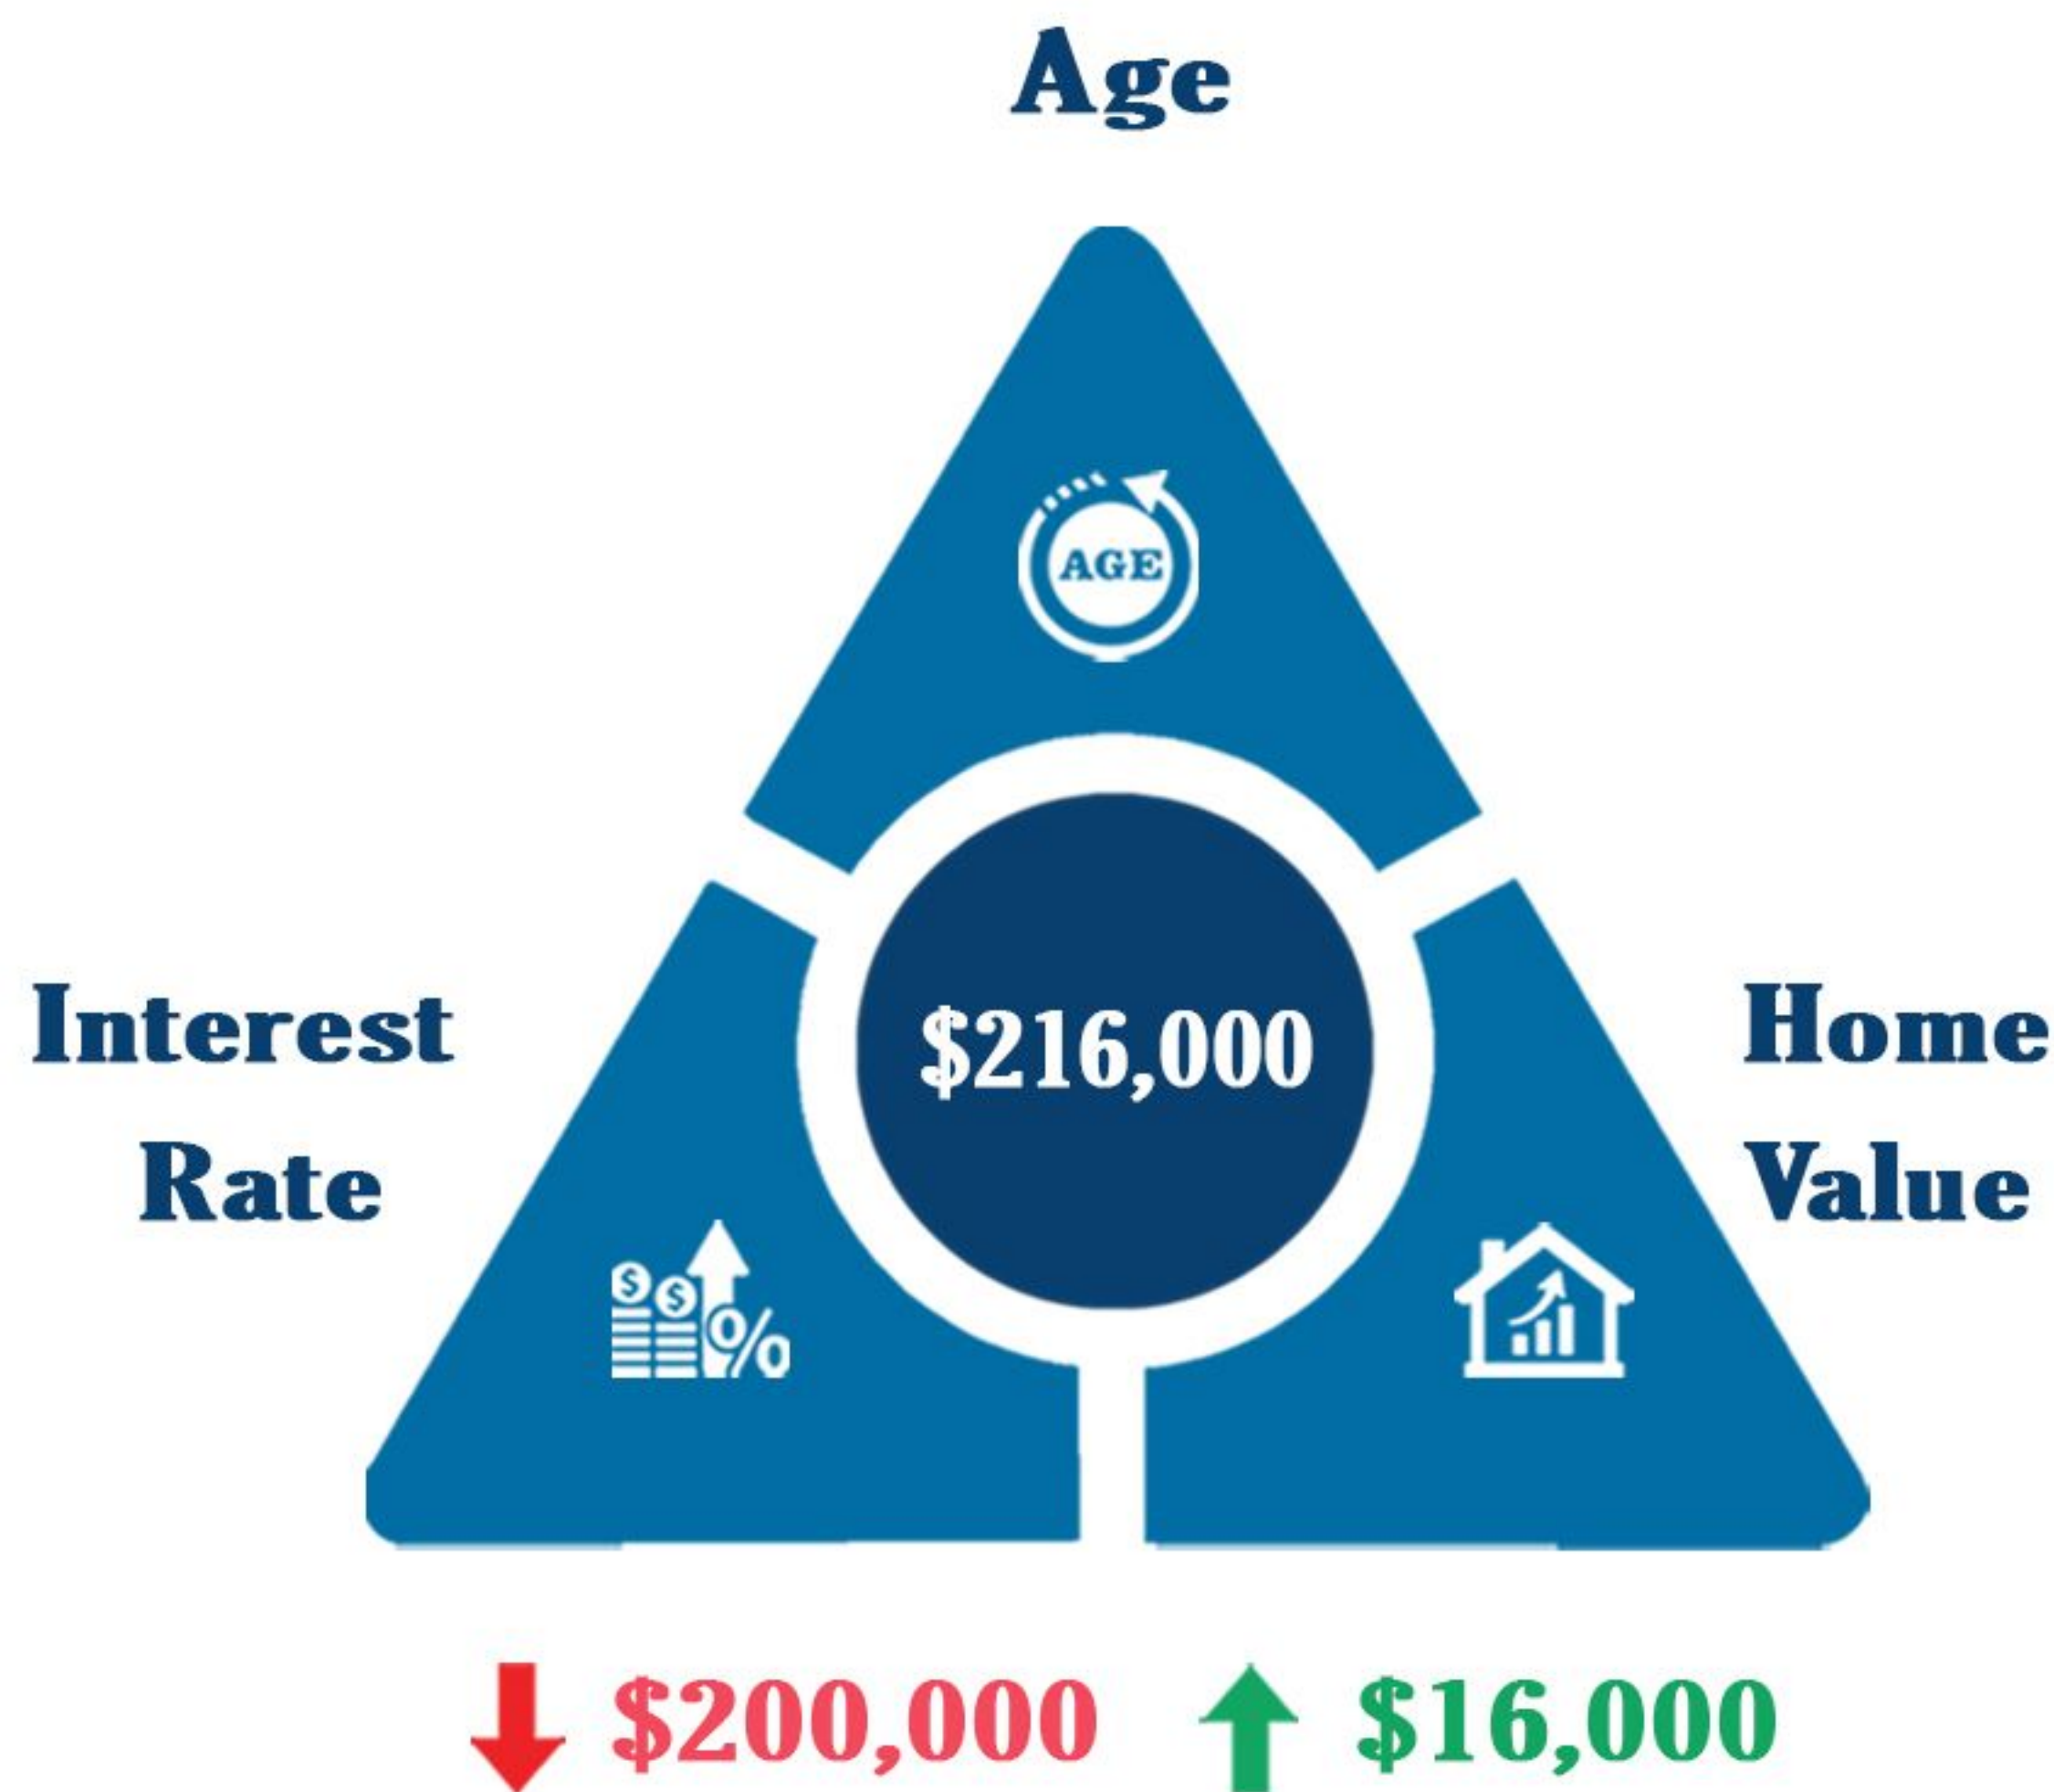 Age
AGE
Interest
Rate
$216,000
Home
Value
$ $ %
$200,000
$16,000